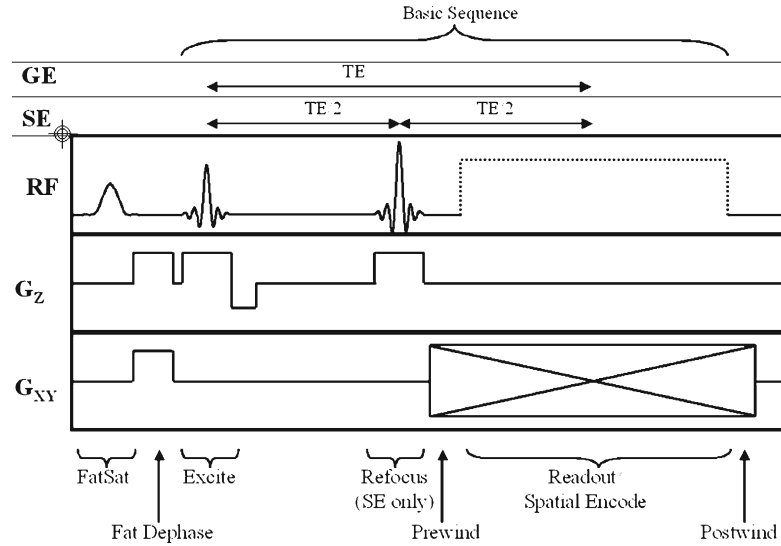 Basic Sequence
GE
TE
SE
TE 2
TE 2
RF
GZ
GXY
FatSat
Excite
Refocus
(SE only)
Readout/
Spatial Encode
Fat Dephase
Prewind
Postwind